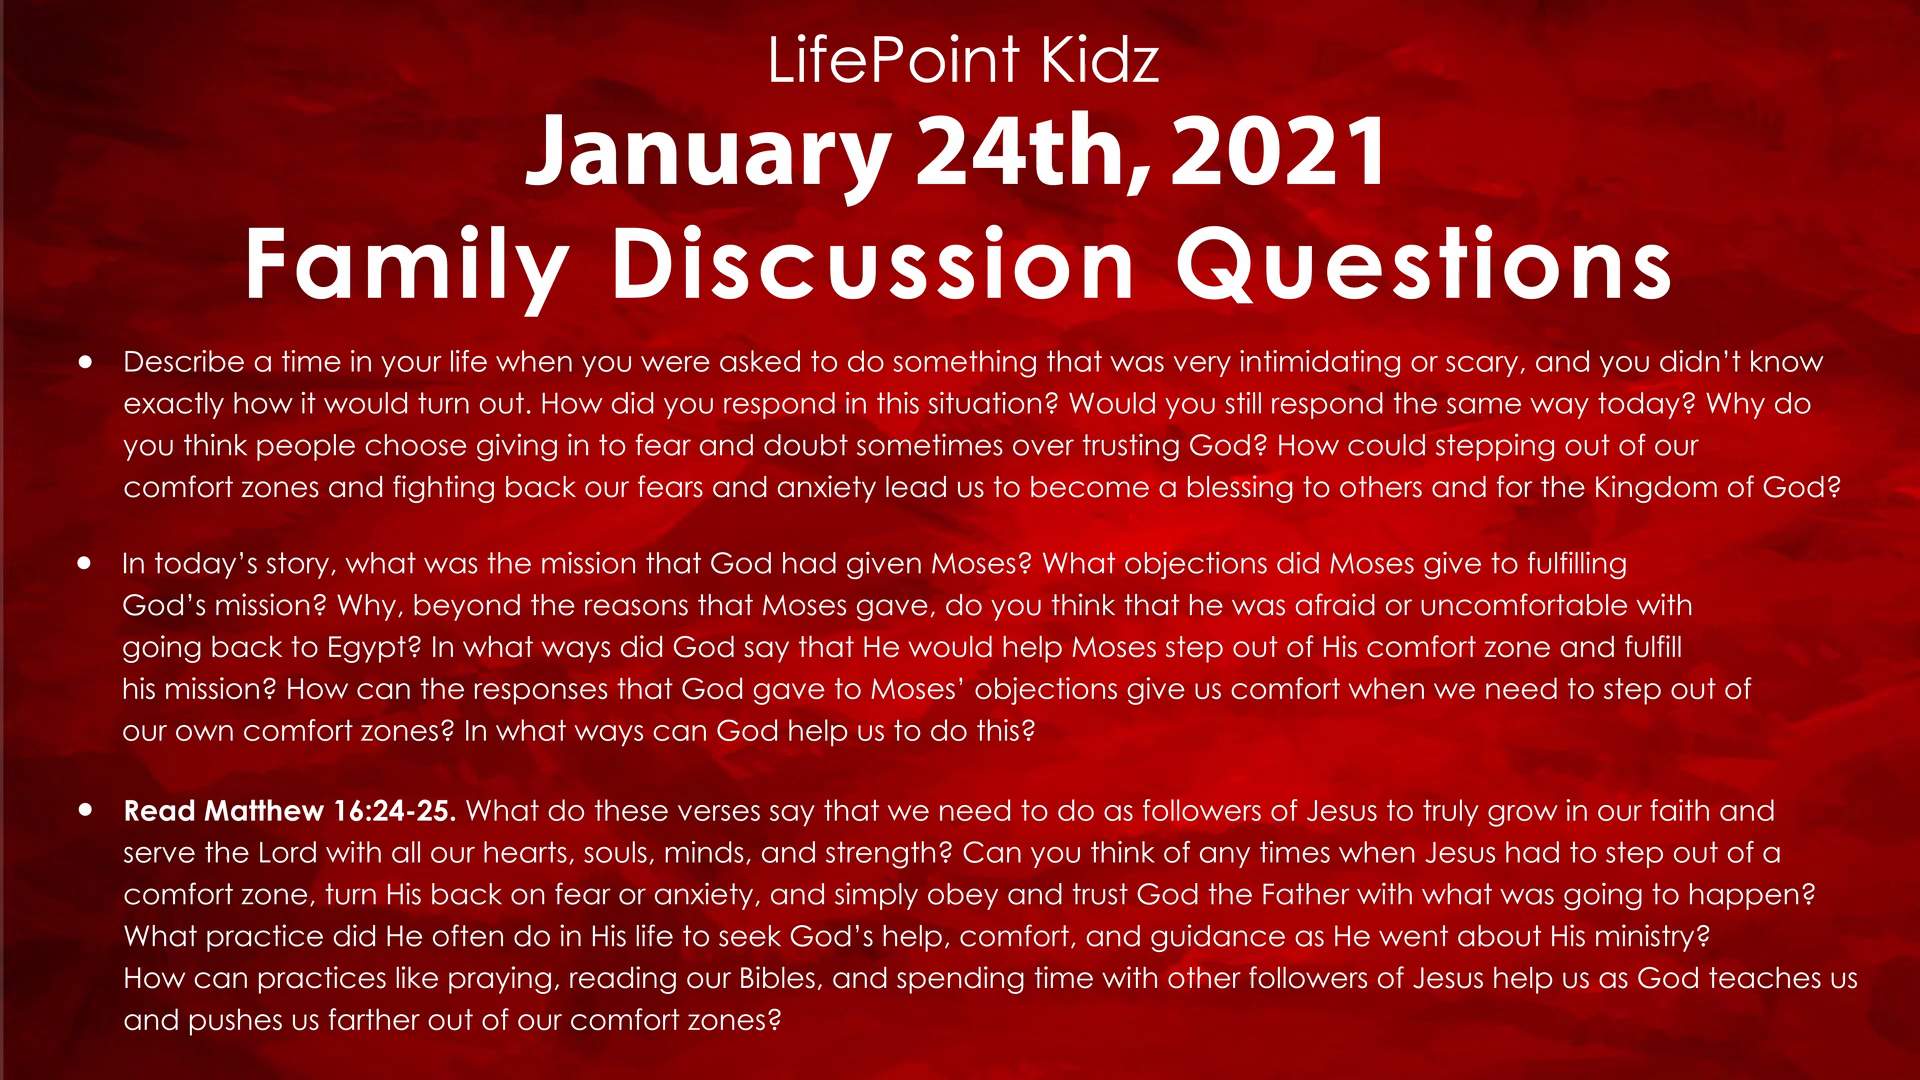 LifePoint Kidz
January 24th, 2021
Family Discussion Questions
• Describe a time in your life when you were asked to do something that was very intimidating or scary, and you didn’t know
exactly how it would turn out. How did you respond in this situation? Would you still respond the same way today? Why do
you think people choose giving in to fear and doubt sometimes over trusting God? How could stepping out of our
comfort zones and fighting back our fears and anxiety lead us to become a blessing to others and for the Kingdom of God?
• In today’s story, what was the mission that God had given Moses? What objections did Moses give to fulfilling
God’s mission? Why, beyond the reasons that Moses gave, do you think that he was afraid or uncomfortable with
going back to Egypt? In what ways did God say that He would help Moses step out of His comfort zone and fulfill
his mission? How can the responses that God gave to Moses’ objections give us comfort when we need to step out of
our own comfort zones? In what ways can God help us to do this?
• Read Matthew 16:24-25. What do these verses say that we need to do as followers of Jesus to truly grow in our faith and
serve the Lord with all our hearts, souls, minds, and strength? Can you think of any times when Jesus had to step out of a
comfort zone, turn His back on fear or anxiety, and simply obey and trust God the Father with what was going to happen?
What practice did He often do in His life to seek God’s help, comfort, and guidance as He went about His ministry?
How can practices like praying, reading our Bibles, and spending time with other followers of Jesus help us as God teaches us
and pushes us farther out of our comfort zones?